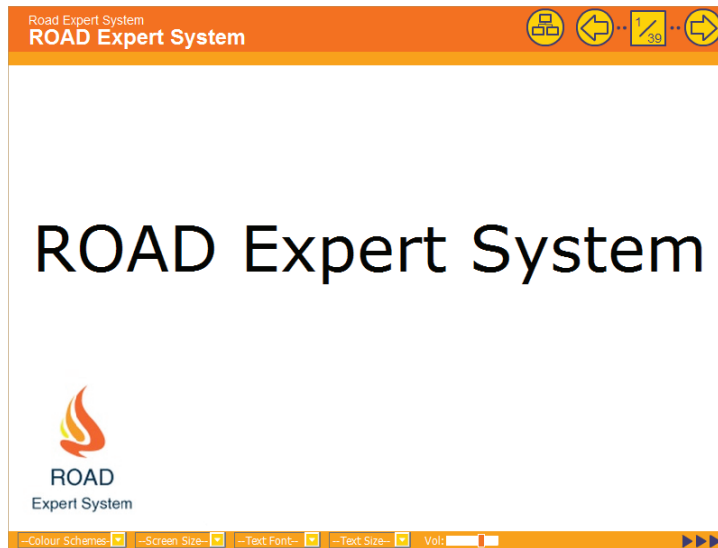 Road Expert System
ROAD Expert System
1/39
ROAD Expert System
ROAD
Expert System
--Colour Schemes-- --Screen Size-- --Text Font-- --Text Size-- Vol: